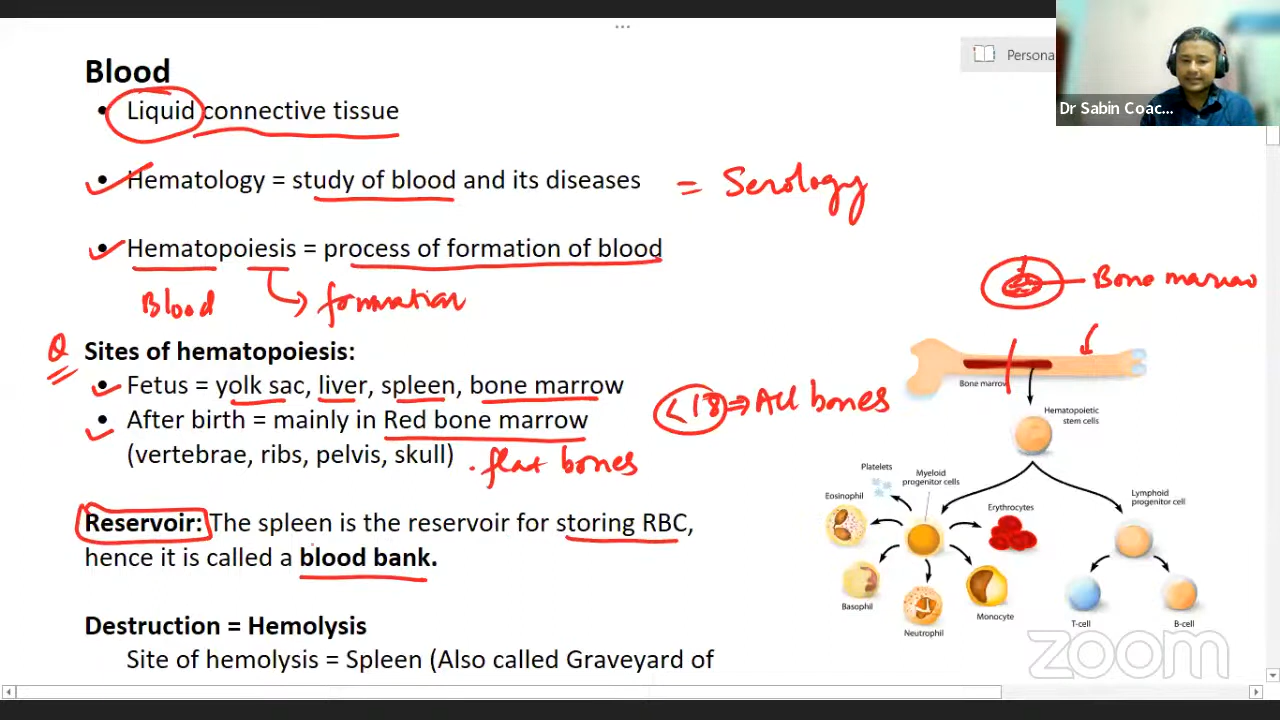 Blood
Persona
Dr Sabin Coac...
• Liquid connective tissue
• Hematology = study of blood and its diseases = Serology
• Hematopoiesis = process of formation of blood
Blood formation
Bone marrow
Q Sites of hematopoiesis:
• Fetus = yolk sac, liver, spleen, bone marrow
<18 ⇒ All bones
• After birth = mainly in Red bone marrow
(vertebrae, ribs, pelvis, skull) . flat bones
Reservoir: The spleen is the reservoir for storing RBC,
hence it is called a blood bank.
Destruction = Hemolysis
Site of hemolysis = Spleen (Also called Graveyard of
Bone marrow
Hematopoietic
stem cells
Platelets
Myeloid
progenitor cells
Lymphoid
progenitor cell
Eosinophil
Erythrocytes
Basophil
Neutrophil
Monocyte
T-cell
B-cell
zoom